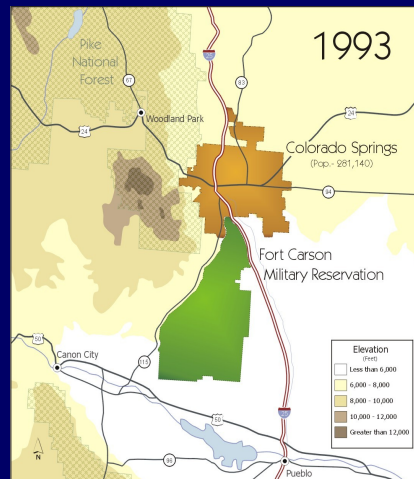 1993
Pike
National
Forest
67
83
Woodland Park
24
24
Colorado Springs
(Pop.- 281,140)
94
Fort Carson
Military Reservation
50
Canon City
115
50
96
Pueblo
N
Elevation
(Feet)
Less than 6,000
6,000 - 8,000
8,000 - 10,000
10,000 - 12,000
Greater than 12,000